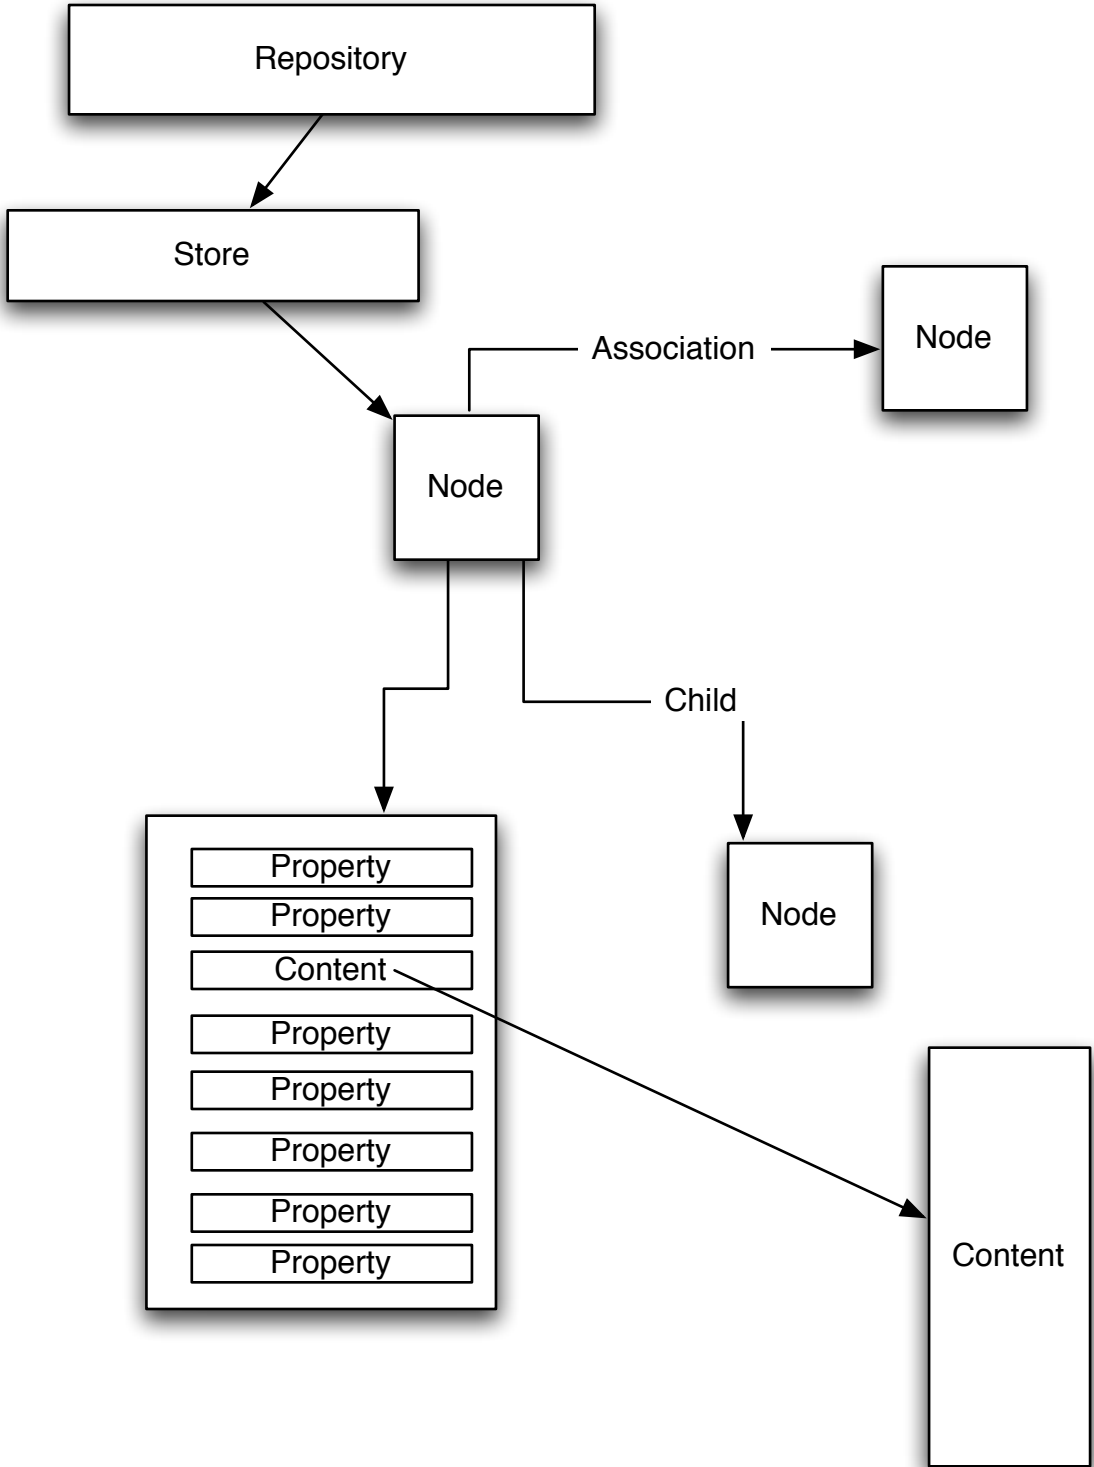 Repository
Store
Association
Node
Node
Child
Property
Property
Content
Property
Property
Property
Property
Property
Node
Content